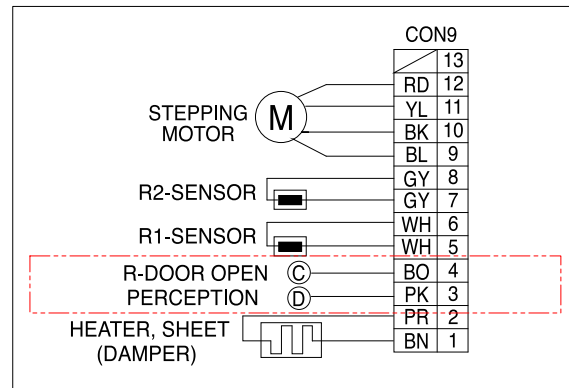 CON9
13
RD 12
STEPPING MOTOR
M
YL 11
BK 10
BL 9
GY 8
R2-SENSOR
GY 7
WH 6
R1-SENSOR
WH 5
R-DOOR OPEN
C
BO 4
PERCEPTION
D
PK 3
PR 2
HEATER, SHEET
(DAMPER)
BN 1